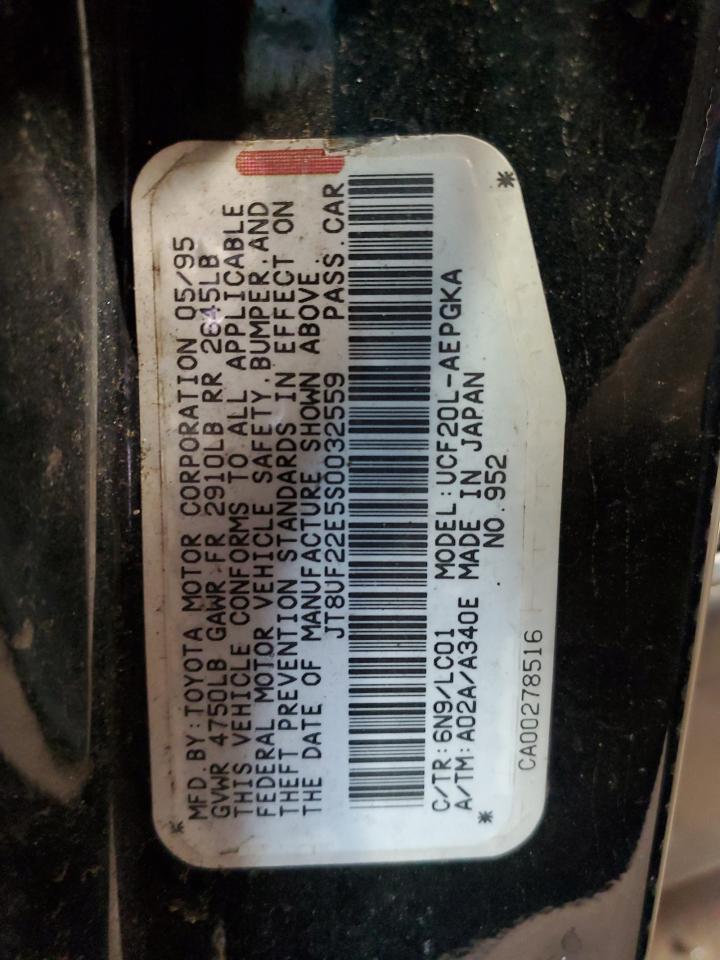 MFD. BY: TOYOTA MOTOR CORPORATION 05/95
GVWR 4750LB GAWR FR 2910LB RR 2645LB
THIS VEHICLE CONFORMS TO ALL APPLICABLE
FEDERAL MOTOR VEHICLE SAFETY, BUMPER, AND
THEFT PREVENTION STANDARDS IN EFFECT ON
THE DATE OF MANUFACTURE SHOWN ABOVE.
JT8UF22E5S0032559 PASS. CAR
C/TR: 6N9/LC01 MODEL: UCF20L-AEPGKA
A/TM: A02A/A340E MADE IN JAPAN
NO. 952
CA00278516